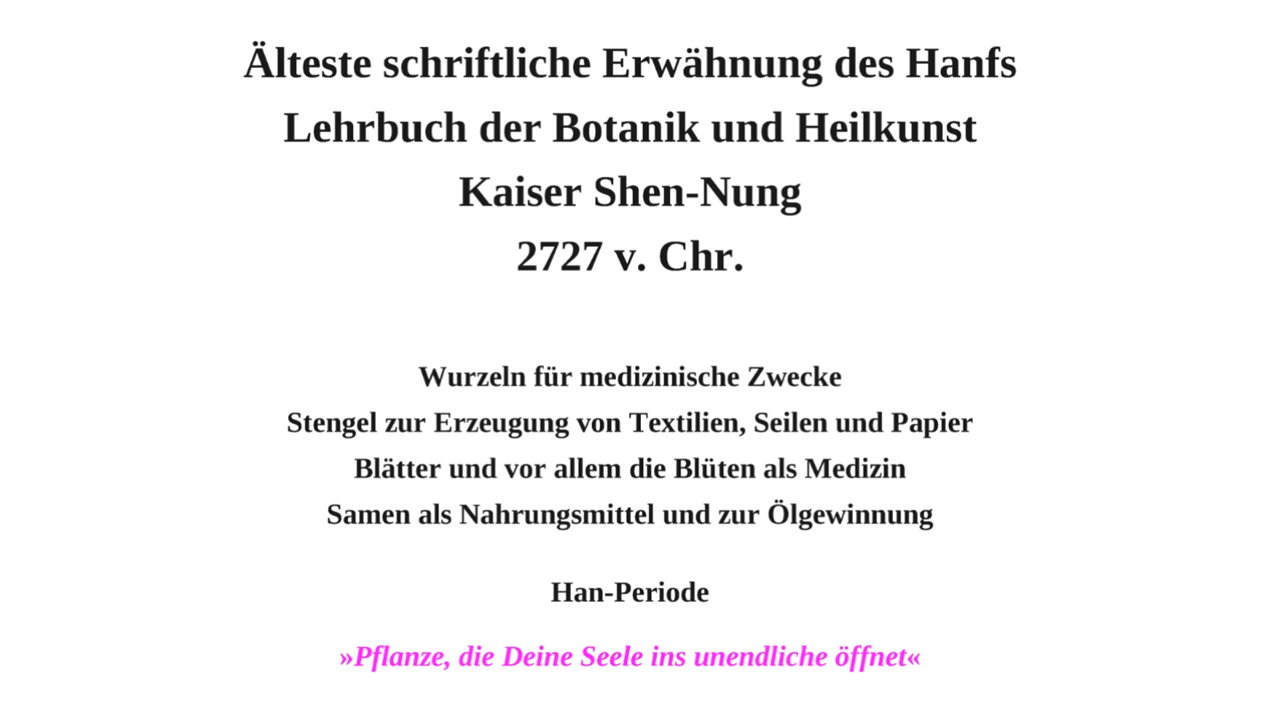 Älteste schriftliche Erwähnung des Hanfs
Lehrbuch der Botanik und Heilkunst
Kaiser Shen-Nung
2727 v. Chr.
Wurzeln für medizinische Zwecke
Stengel zur Erzeugung von Textilien, Seilen und Papier
Blätter und vor allem die Blüten als Medizin
Samen als Nahrungsmittel und zur Ölgewinnung
Han-Periode
»Pflanze, die Deine Seele ins unendliche öffnet«